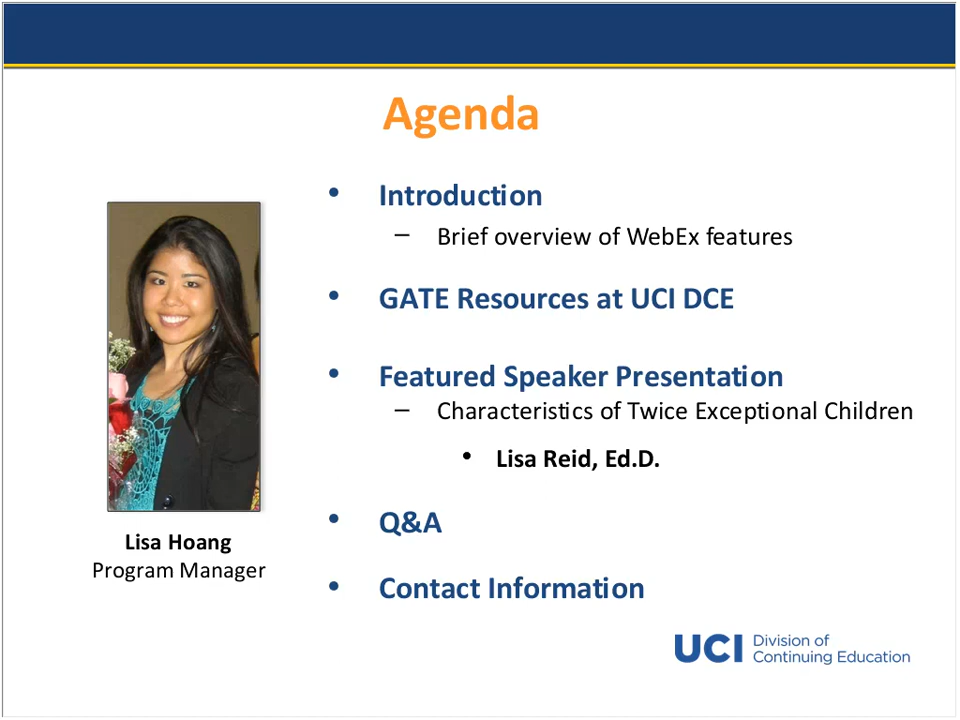 Agenda
• Introduction
– Brief overview of WebEx features
• GATE Resources at UCI DCE
• Featured Speaker Presentation
– Characteristics of Twice Exceptional Children
• Lisa Reid, Ed.D.
• Q&A
• Contact Information
Lisa Hoang
Program Manager
UCI Division of
Continuing Education